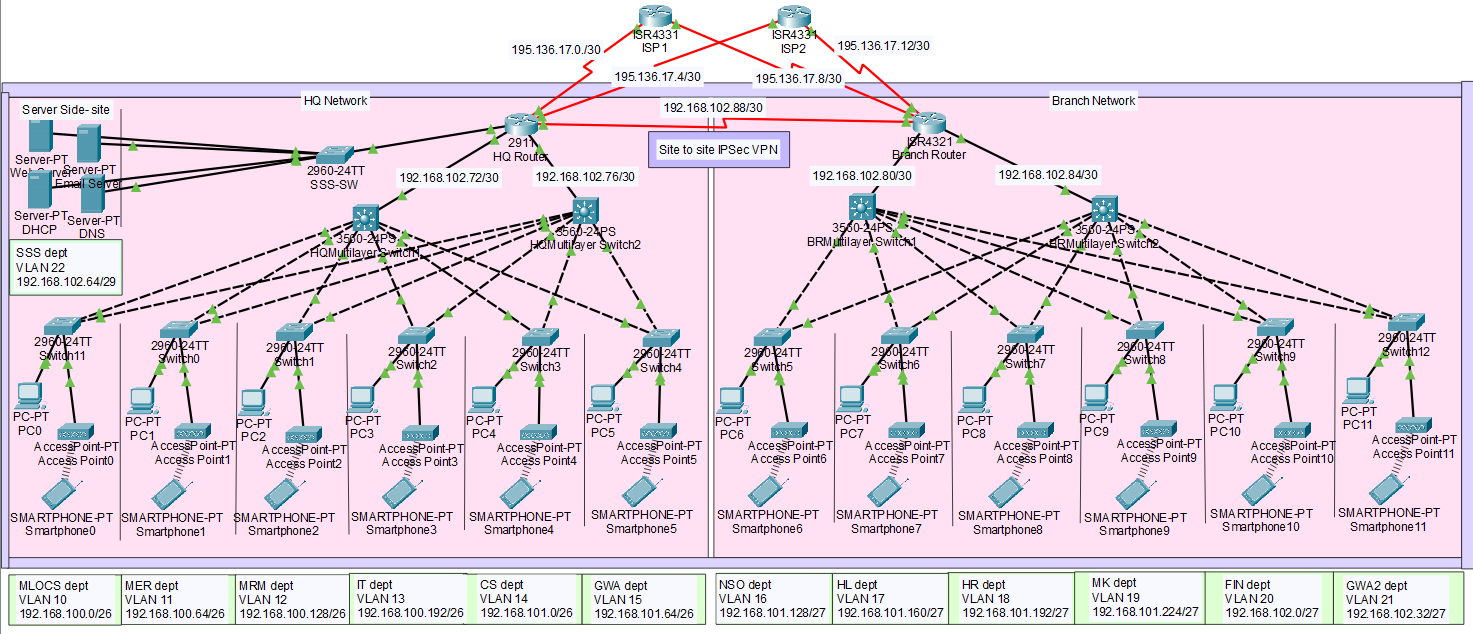 ISR4331
ISP1
ISR4331
ISP2
195.136.17.0./30
195.136.17.12/30
195.136.17.4/30
195.136.17.8/30
HQ Network
192.168.102.88/30
Branch Network
Server Side- site
2911
HQ Router
Site to site IPSec VPN
ISR4321
Branch Router
Server-PT
Web Server
Server-PT
Email Server
2960-24TT
SSS-SW
192.168.102.72/30
192.168.102.76/30
192.168.102.80/30
192.168.102.84/30
Server-PT
DHCP
Server-PT
DNS
3560-24PS
HQMultilayer Switch1
3560-24PS
HQMultilayer Switch2
3560-24PS
BRMultilayer Switch1
3560-24PS
BRMultilayer Switch2
SSS dept
VLAN 22
192.168.102.64/29
2960-24TT
Switch11
2960-24TT
Switch0
2960-24TT
Switch1
2960-24TT
Switch2
2960-24TT
Switch3
2960-24TT
Switch4
2960-24TT
Switch5
2960-24TT
Switch6
2960-24TT
Switch7
2960-24TT
Switch8
2960-24TT
Switch9
2960-24TT
Switch12
PC-PT
PC0
PC-PT
PC1
PC-PT
PC2
PC-PT
PC3
PC-PT
PC4
PC-PT
PC5
PC-PT
PC6
PC-PT
PC7
PC-PT
PC8
PC-PT
PC9
PC-PT
PC10
PC-PT
PC11
AccessPoint-PT
Access Point0
AccessPoint-PT
Access Point1
AccessPoint-PT
Access Point2
AccessPoint-PT
Access Point3
AccessPoint-PT
Access Point4
AccessPoint-PT
Access Point5
AccessPoint-PT
Access Point6
AccessPoint-PT
Access Point7
AccessPoint-PT
Access Point8
AccessPoint-PT
Access Point9
AccessPoint-PT
Access Point10
AccessPoint-PT
Access Point11
SMARTPHONE-PT
Smartphone0
SMARTPHONE-PT
Smartphone1
SMARTPHONE-PT
Smartphone2
SMARTPHONE-PT
Smartphone3
SMARTPHONE-PT
Smartphone4
SMARTPHONE-PT
Smartphone5
SMARTPHONE-PT
Smartphone6
SMARTPHONE-PT
Smartphone7
SMARTPHONE-PT
Smartphone8
SMARTPHONE-PT
Smartphone9
SMARTPHONE-PT
Smartphone10
SMARTPHONE-PT
Smartphone11
MLOCS dept
VLAN 10
192.168.100.0/26
MER dept
VLAN 11
192.168.100.64/26
MRM dept
VLAN 12
192.168.100.128/26
IT dept
VLAN 13
192.168.100.192/26
CS dept
VLAN 14
192.168.101.0/26
GWA dept
VLAN 15
192.168.101.64/26
NSO dept
VLAN 16
192.168.101.128/27
HL dept
VLAN 17
192.168.101.160/27
HR dept
VLAN 18
192.168.101.192/27
MK dept
VLAN 19
192.168.101.224/27
FIN dept
VLAN 20
192.168.102.0/27
GWA2 dept
VLAN 21
192.168.102.32/27